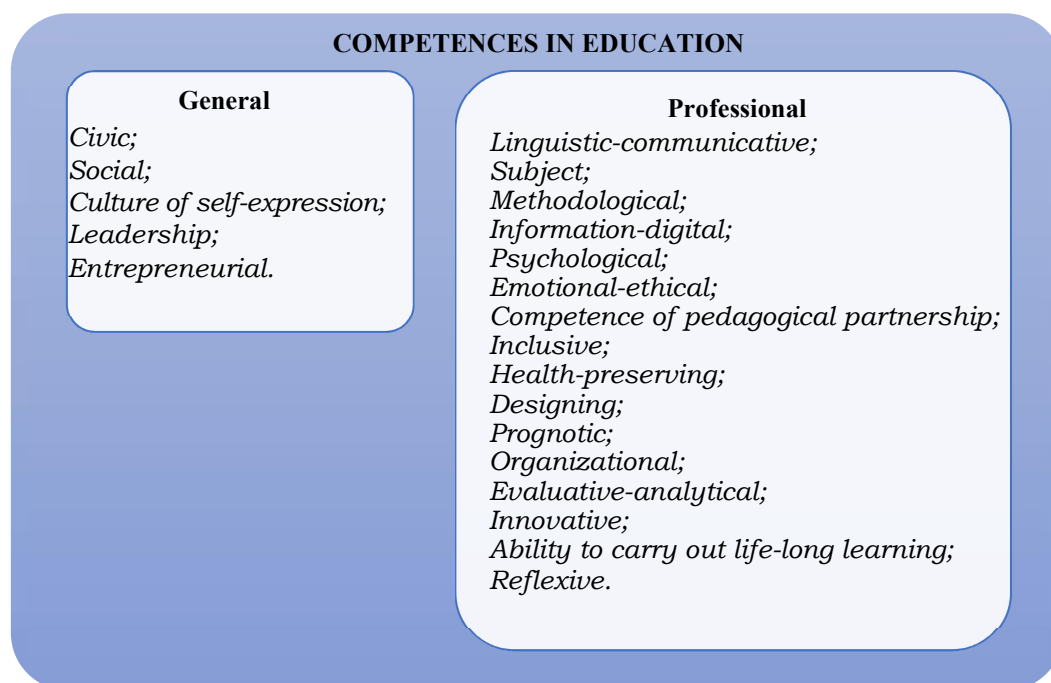 COMPETENCES IN EDUCATION
General
Civic;
Social;
Culture of self-expression;
Leadership;
Entrepreneurial.
Professional
Linguistic-communicative;
Subject;
Methodological;
Information-digital;
Psychological;
Emotional-ethical;
Competence of pedagogical partnership;
Inclusive;
Health-preserving;
Designing;
Prognotic;
Organizational;
Evaluative-analytical;
Innovative;
Ability to carry out life-long learning;
Reflexive.